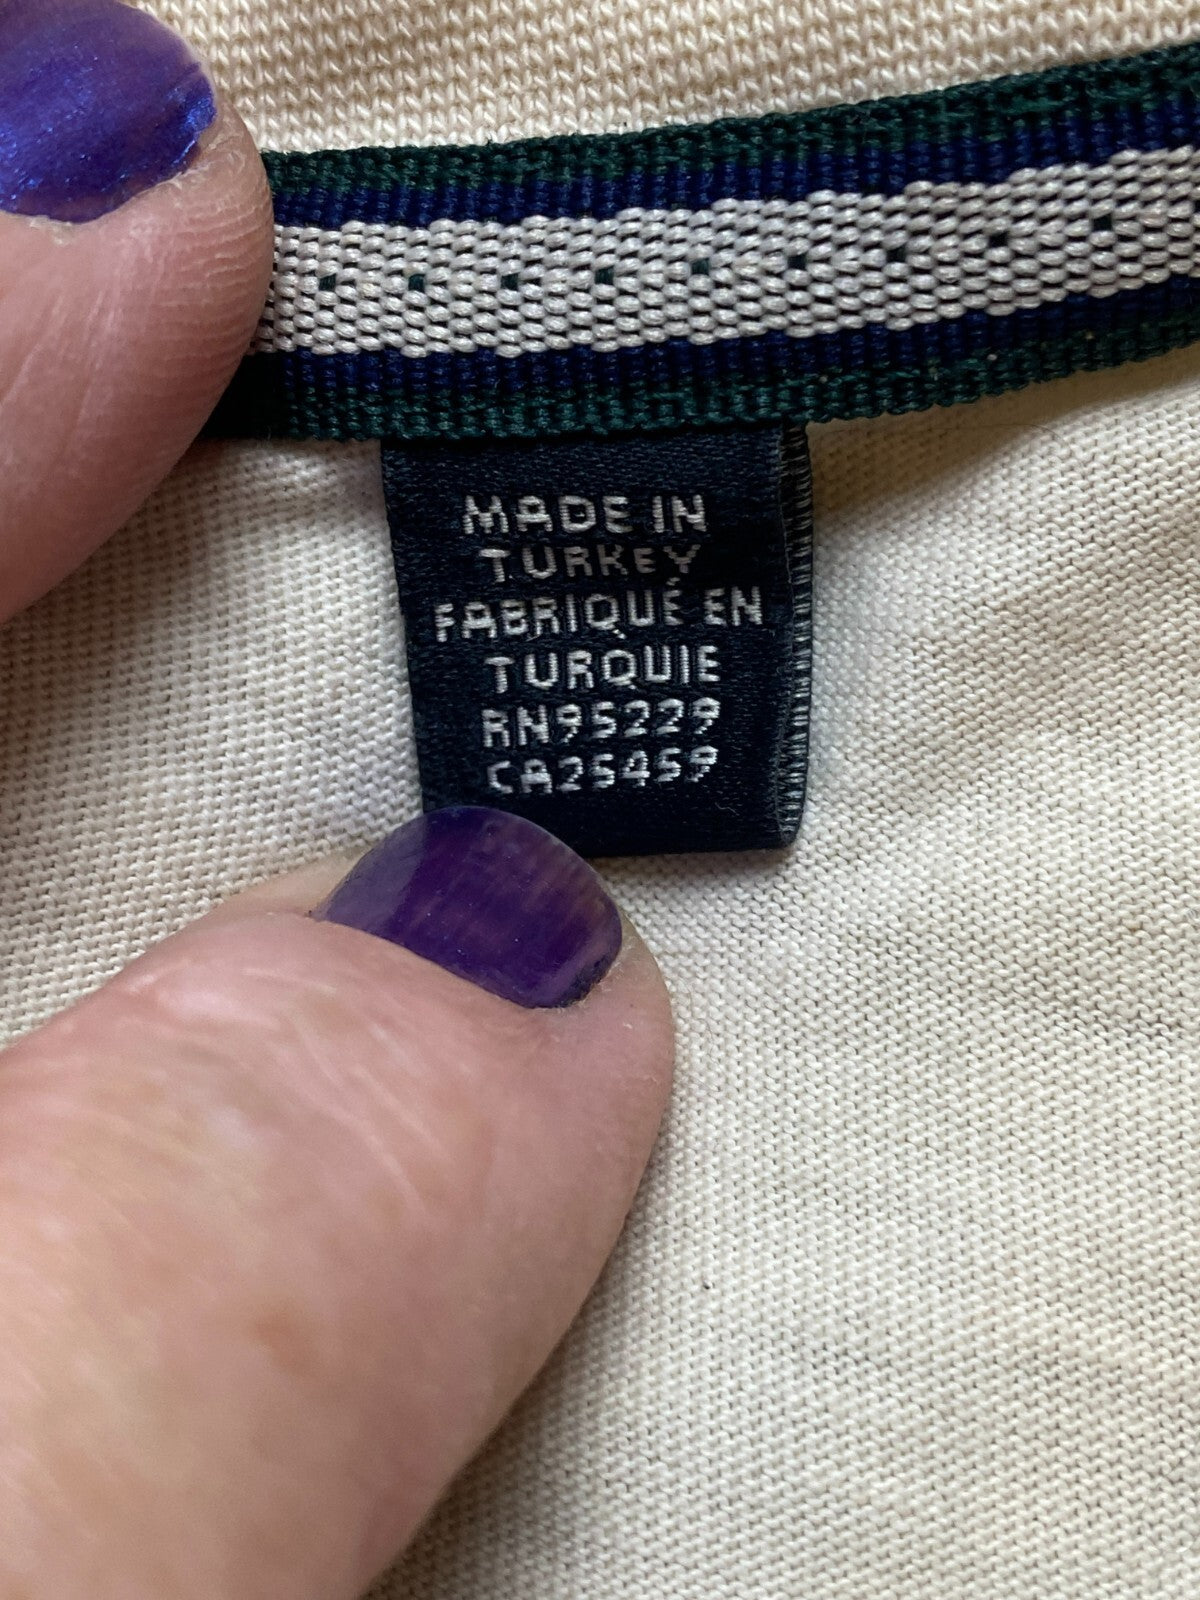 MADE IN
TURKEY
FABRIQUÉ EN
TURQUIE
RN95229
CA25459